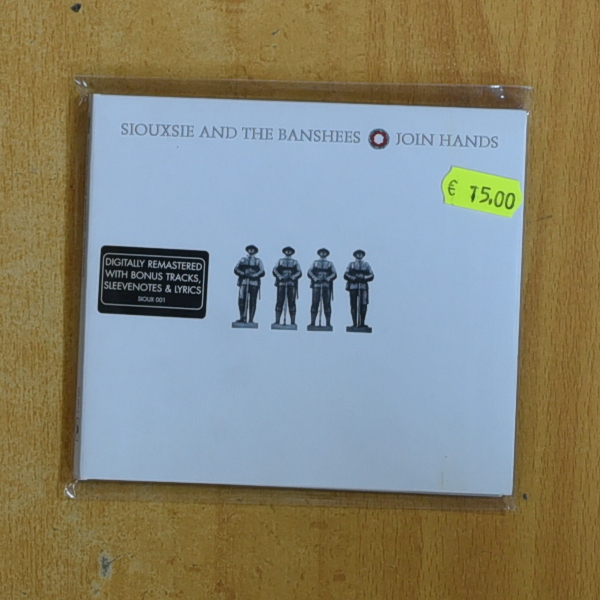 SIOUXSIE AND THE BANSHEES JOIN HANDS
€ 15,00
DIGITALLY REMASTERED
WITH BONUS TRACKS,
SLEEVENOTES & LYRICS
SIOUX 001